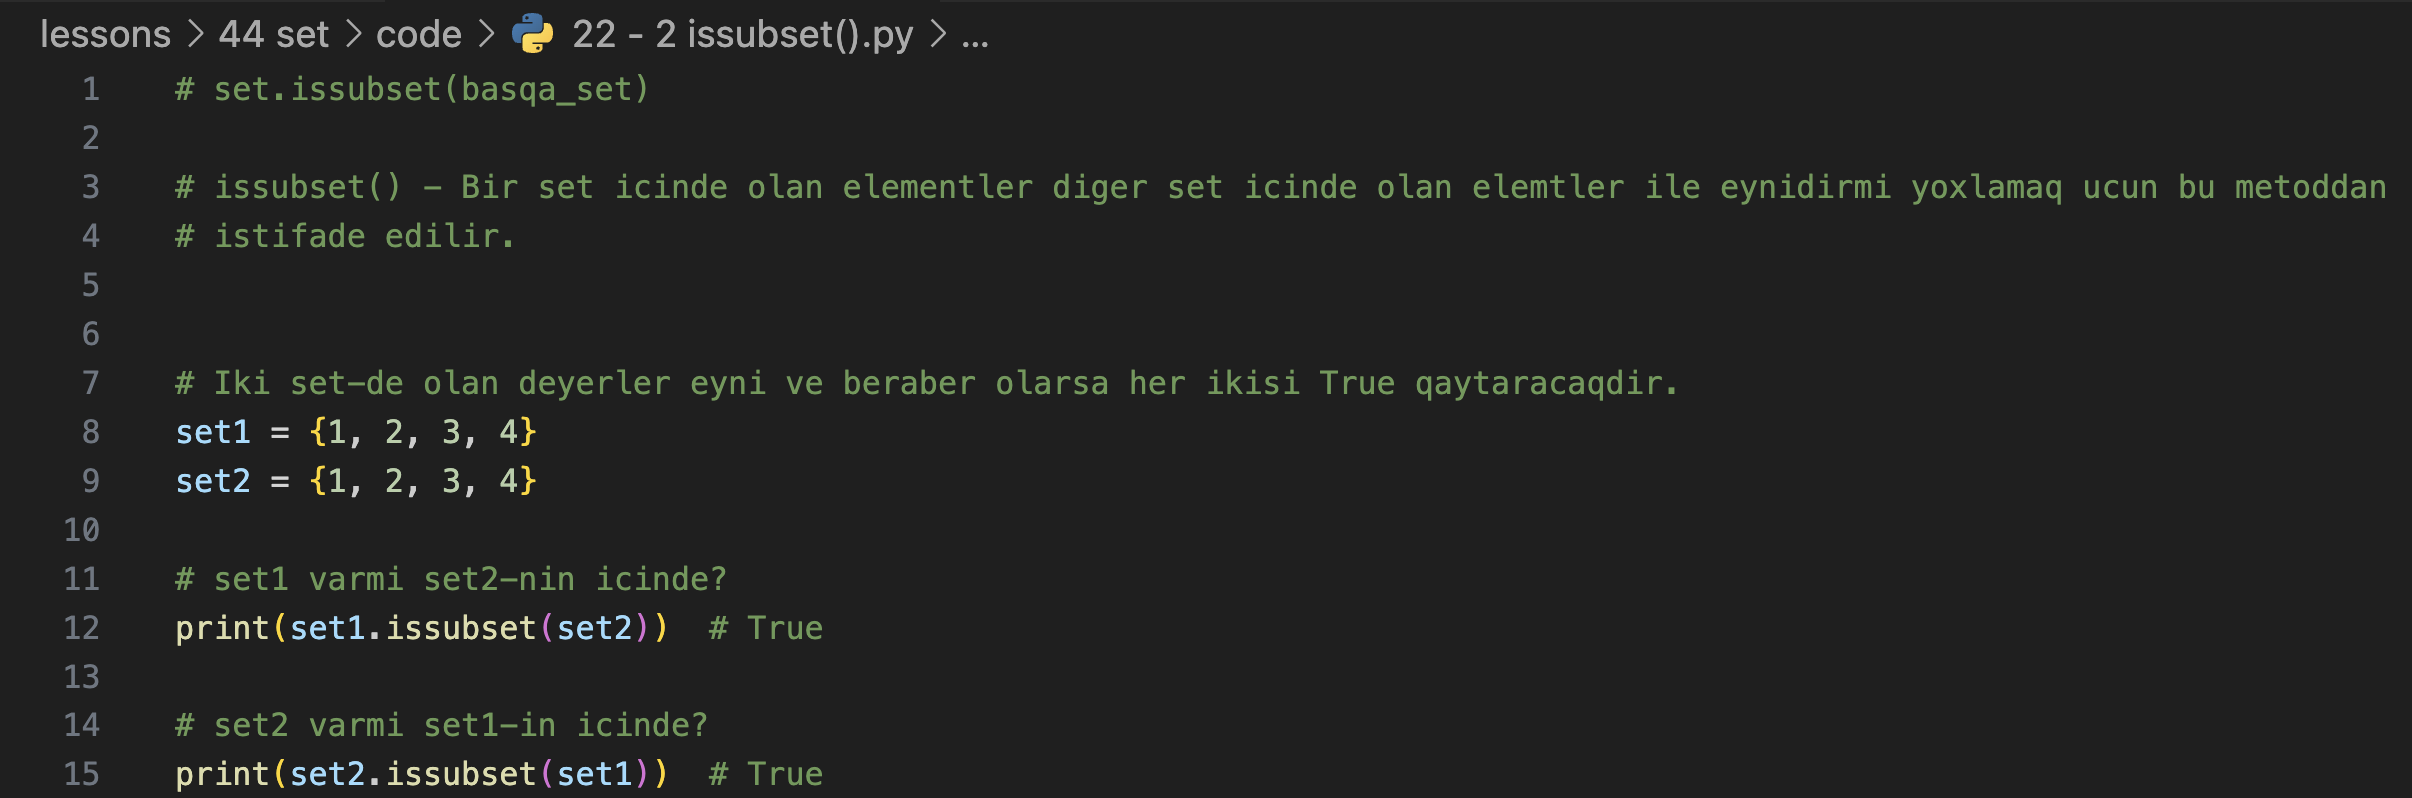 lessons > 44 set > code > 22 - 2 issubset().py > ...
1 # set.issubset(basqa_set)
2
3 # issubset() - Bir set icinde olan elementler diger set icinde olan elemtler ile eynidirmi yoxlamaq ucun bu metoddan
4 # istifade edilir.
5
6
7 # Iki set-de olan deyerler eyni ve beraber olarsa her ikisi True qaytaracaqdir.
8 set1 = {1, 2, 3, 4}
9 set2 = {1, 2, 3, 4}
10
11 # set1 varmi set2-nin icinde?
12 print(set1.issubset(set2))  # True
13
14 # set2 varmi set1-in icinde?
15 print(set2.issubset(set1))  # True